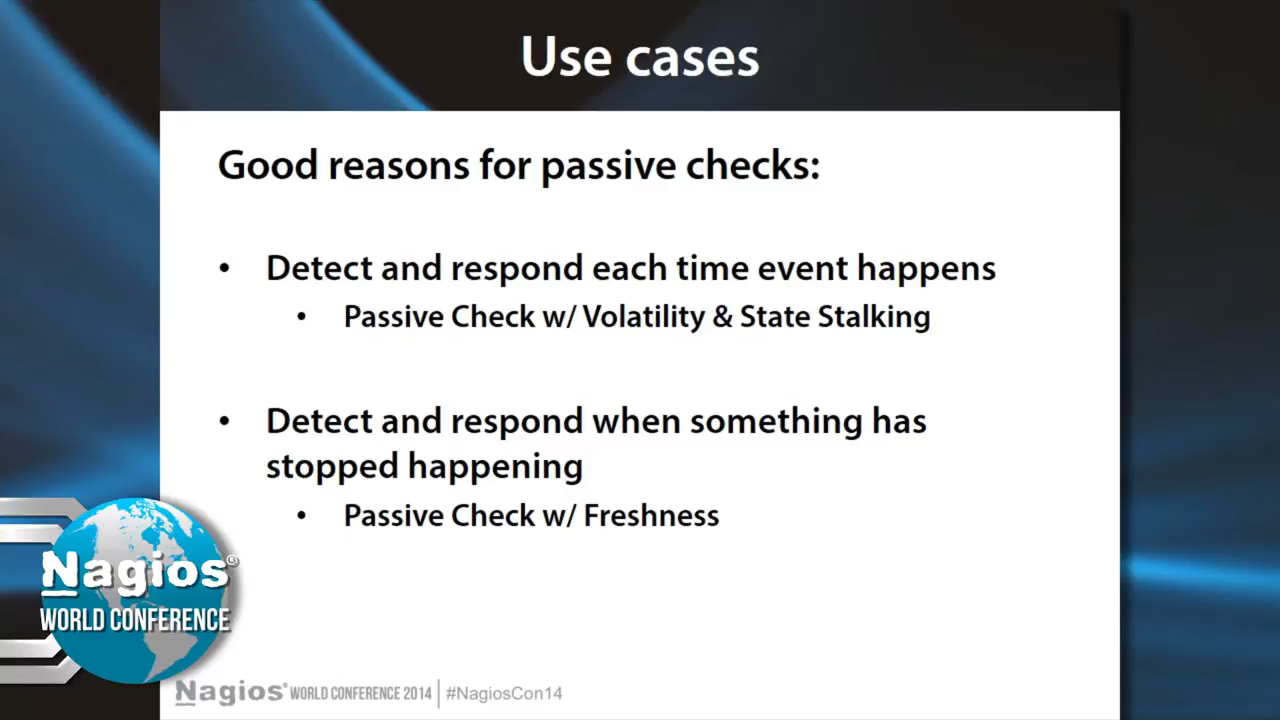 Use cases
Good reasons for passive checks:
• Detect and respond each time event happens
• Passive Check w/ Volatility & State Stalking
• Detect and respond when something has
stopped happening
• Passive Check w/ Freshness
Nagios®
WORLD CONFERENCE
Nagios® WORLD CONFERENCE 2014 | #NagiosCon14